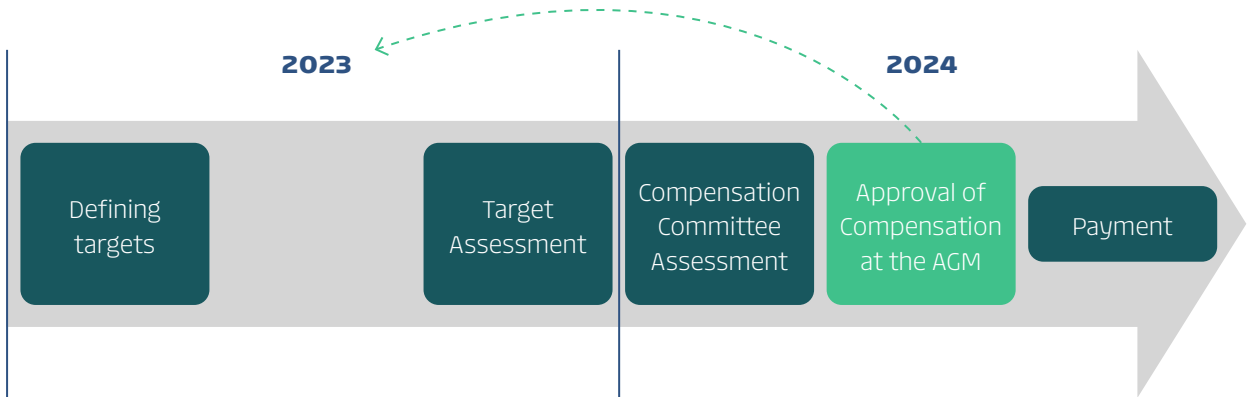 2023
2024
Defining
targets
Target
Assessment
Compensation
Committee
Assessment
Approval of
Compensation
at the AGM
Payment